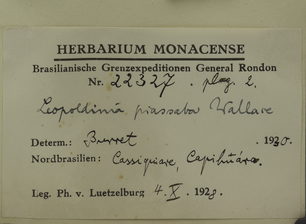 HERBARIUM MONACENSE
Brasilianische Grenzexpeditionen General Rondon
Nr. 22327. plag 2.
Leopoldinia piassaba Wallace
Determ.: Burret 1930.
Nordbrasilien: Cassiquiare, Capihuára.
Leg. Ph. v. Luetzelburg 4. X. 1928.